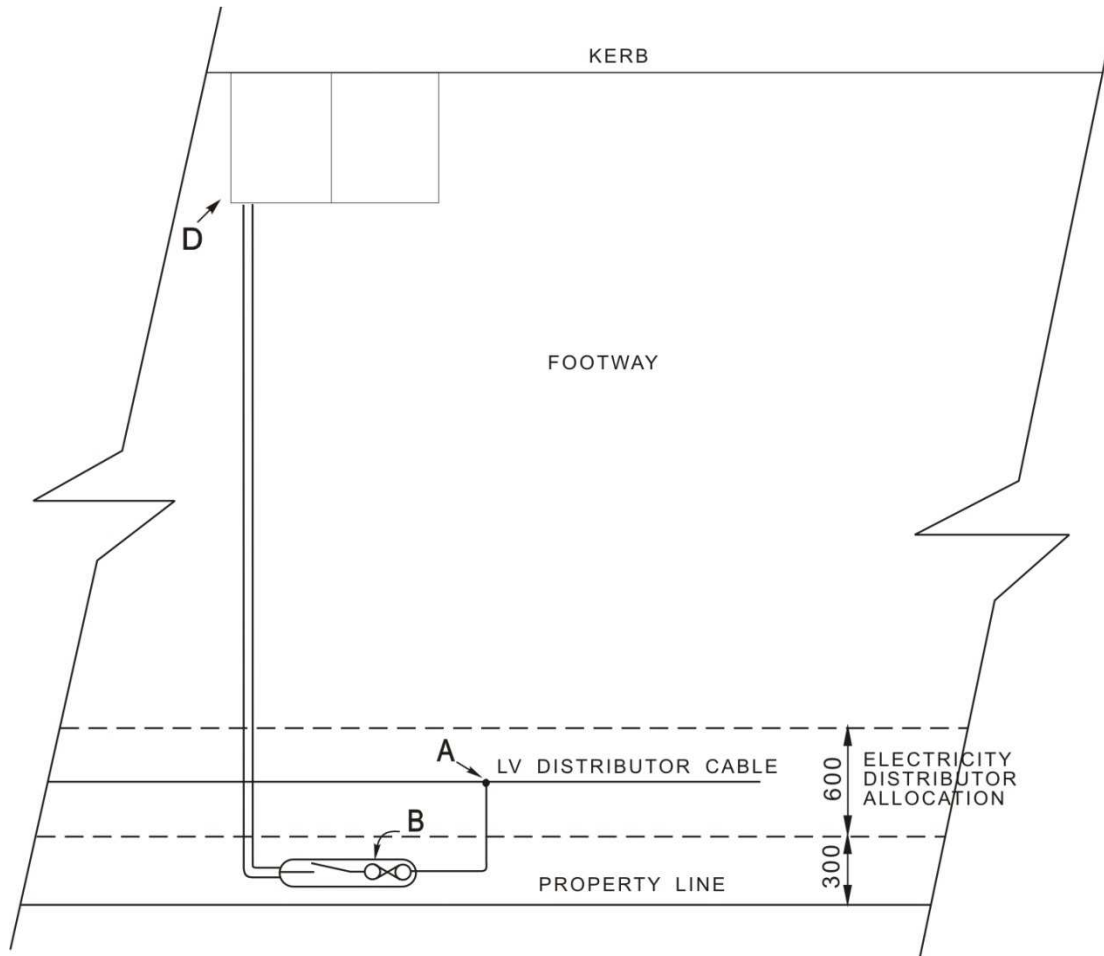 KERB
D
FOOTWAY
A
LV DISTRIBUTOR CABLE
600
ELECTRICITY
DISTRIBUTOR
ALLOCATION
B
300
PROPERTY LINE